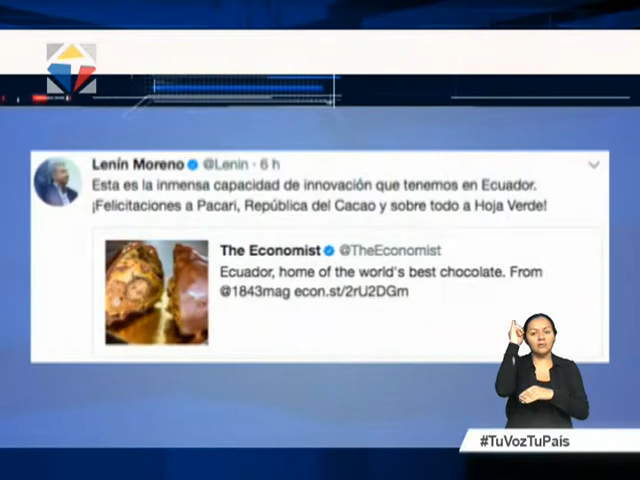 Lenín Moreno @Lenin · 6 h
Esta es la inmensa capacidad de innovación que tenemos en Ecuador.
¡Felicitaciones a Pacari, República del Cacao y sobre todo a Hoja Verde!
The Economist @TheEconomist
Ecuador, home of the world's best chocolate. From
@1843mag econ.st/2rU2DGm
#TuVozTuPaís